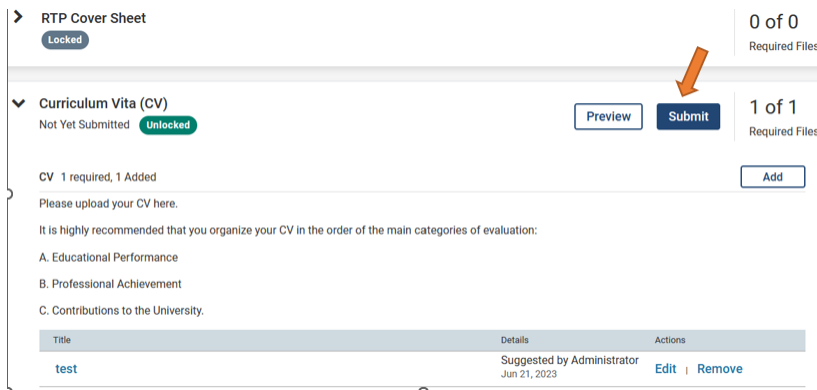 RTP Cover Sheet
Locked
0 of 0
Required Files
Curriculum Vita (CV)
Not Yet Submitted Unlocked
Preview Submit
1 of 1
Required Files
CV 1 required, 1 Added
Add
Please upload your CV here.
It is highly recommended that you organize your CV in the order of the main categories of evaluation:
A. Educational Performance
B. Professional Achievement
C. Contributions to the University.
Title Details Actions
test Suggested by Administrator Edit | Remove
Jun 21, 2023